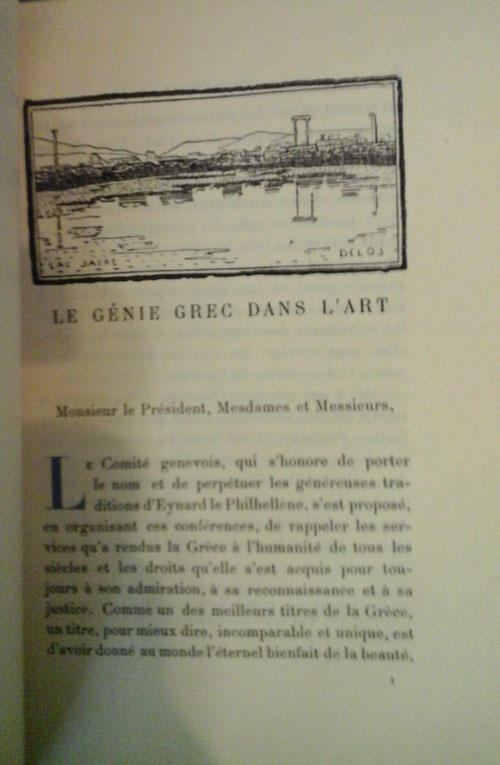 LAC SACRE
DÉLOS
LE GÉNIE GREC DANS L'ART
Monsieur le Président, Mesdames et Messieurs,
LE Comité genevois, qui s'honore de porter
le nom et de perpétuer les généreuses tra-
ditions d'Eynard le Philhellène, s'est proposé,
en organisant ces conférences, de rappeler les ser-
vices qu'a rendus la Grèce à l'humanité de tous les
siècles et les droits qu'elle s'est acquis pour tou-
jours à son admiration, à sa reconnaissance et à sa
justice. Comme un des meilleurs titres de la Grèce,
un titre, pour mieux dire, incomparable et unique, est
d'avoir donné au monde l'éternel bienfait de la beauté,
1